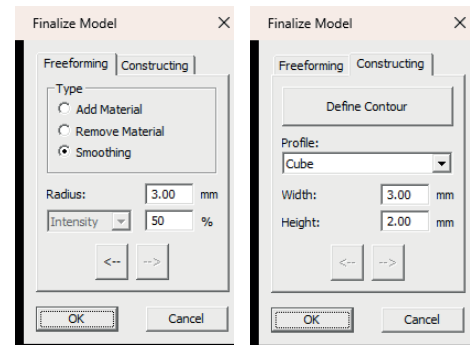 Finalize Model
Freeforming Constructing
Type
Add Material
Remove Material
Smoothing
Radius: 3.00 mm
Intensity 50 %
<-- -->
OK Cancel
Finalize Model
Freeforming Constructing
Define Contour
Profile:
Cube
Width: 3.00 mm
Height: 2.00 mm
<-- -->
OK Cancel